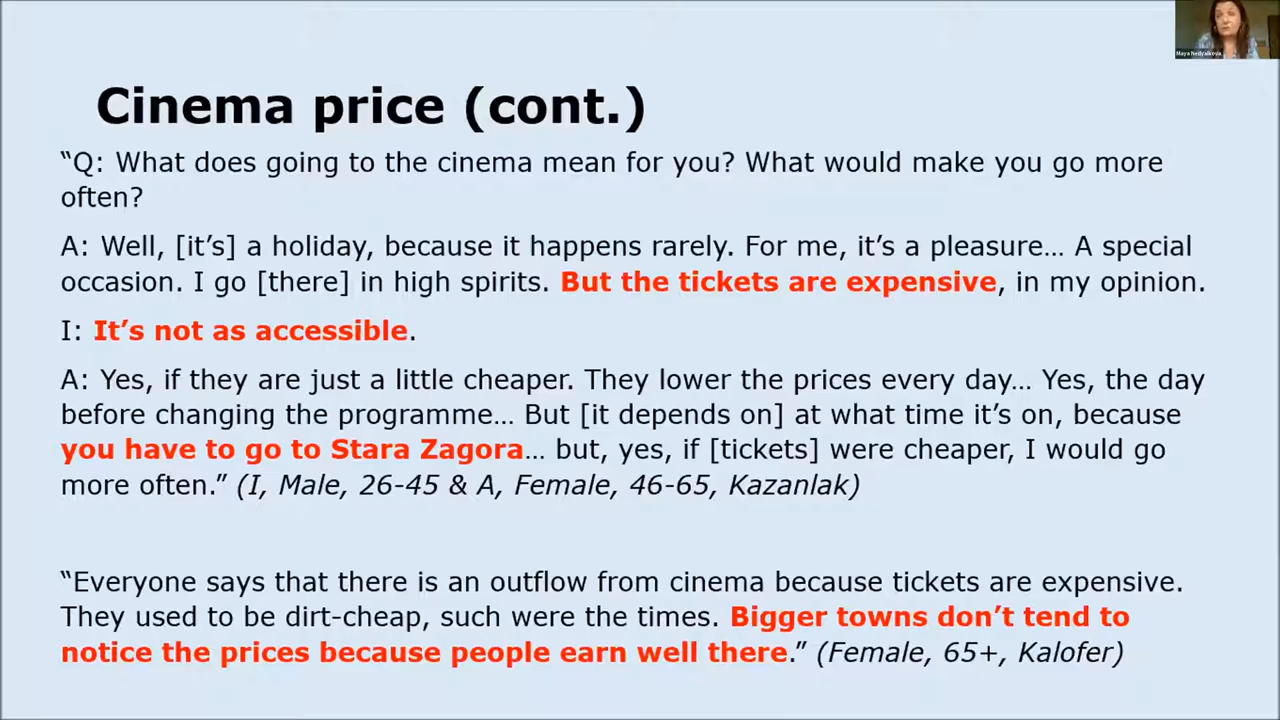 Maya Nedyalkova
Cinema price (cont.)
“Q: What does going to the cinema mean for you? What would make you go more
often?
A: Well, [it’s] a holiday, because it happens rarely. For me, it’s a pleasure… A special
occasion. I go [there] in high spirits. But the tickets are expensive, in my opinion.
I: It’s not as accessible.
A: Yes, if they are just a little cheaper. They lower the prices every day… Yes, the day
before changing the programme… But [it depends on] at what time it’s on, because
you have to go to Stara Zagora… but, yes, if [tickets] were cheaper, I would go
more often.” (I, Male, 26-45 & A, Female, 46-65, Kazanlak)
“Everyone says that there is an outflow from cinema because tickets are expensive.
They used to be dirt-cheap, such were the times. Bigger towns don’t tend to
notice the prices because people earn well there.” (Female, 65+, Kalofer)